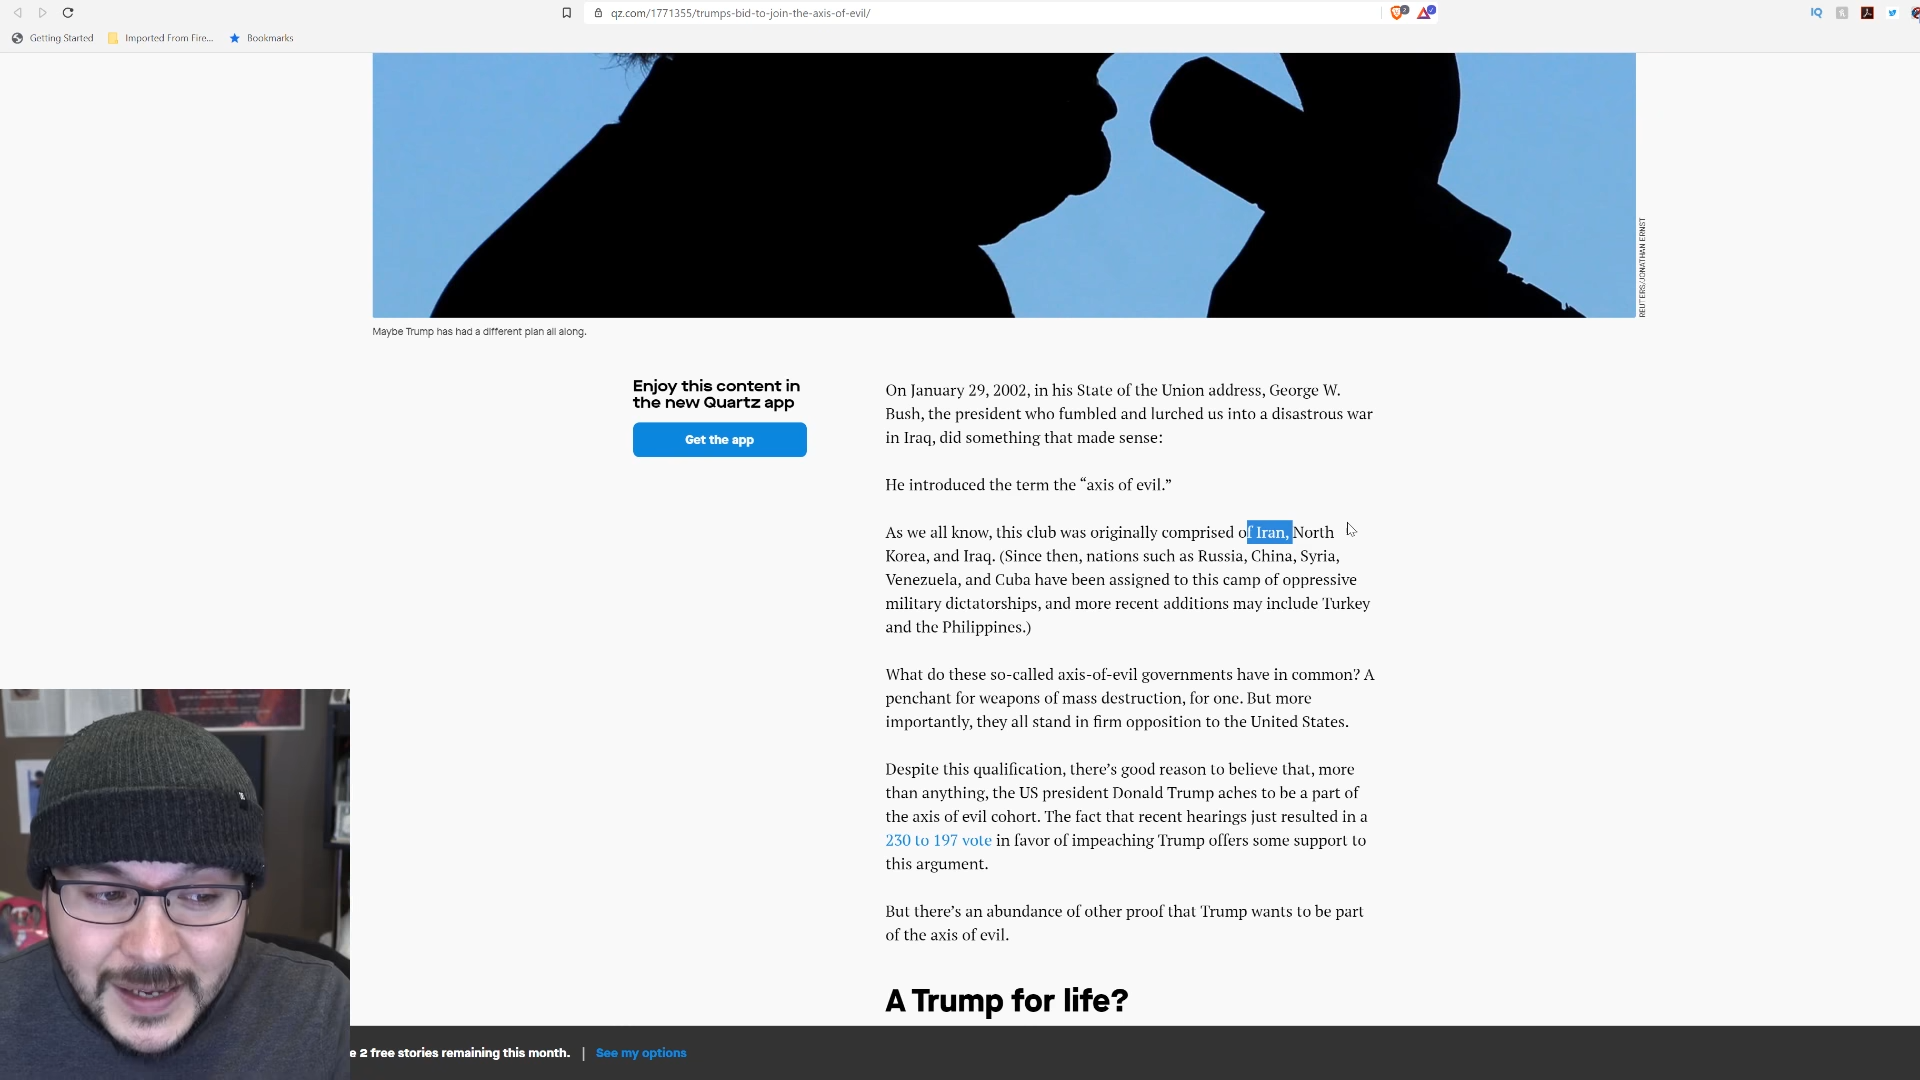 qz.com/1771355/trumps-bid-to-join-the-axis-of-evil/
2
IQ
Getting Started
Imported From Fire...
Bookmarks
REUTERS/JONATHAN ERNST
Maybe Trump has had a different plan all along.
Enjoy this content in
the new Quartz app
Get the app
On January 29, 2002, in his State of the Union address, George W.
Bush, the president who fumbled and lurched us into a disastrous war
in Iraq, did something that made sense:
He introduced the term the “axis of evil.”
As we all know, this club was originally comprised of Iran, North
Korea, and Iraq. (Since then, nations such as Russia, China, Syria,
Venezuela, and Cuba have been assigned to this camp of oppressive
military dictatorships, and more recent additions may include Turkey
and the Philippines.)
What do these so-called axis-of-evil governments have in common? A
penchant for weapons of mass destruction, for one. But more
importantly, they all stand in firm opposition to the United States.
Despite this qualification, there’s good reason to believe that, more
than anything, the US president Donald Trump aches to be a part of
the axis of evil cohort. The fact that recent hearings just resulted in a
230 to 197 vote in favor of impeaching Trump offers some support to
this argument.
But there’s an abundance of other proof that Trump wants to be part
of the axis of evil.
A Trump for life?
e 2 free stories remaining this month. | See my options